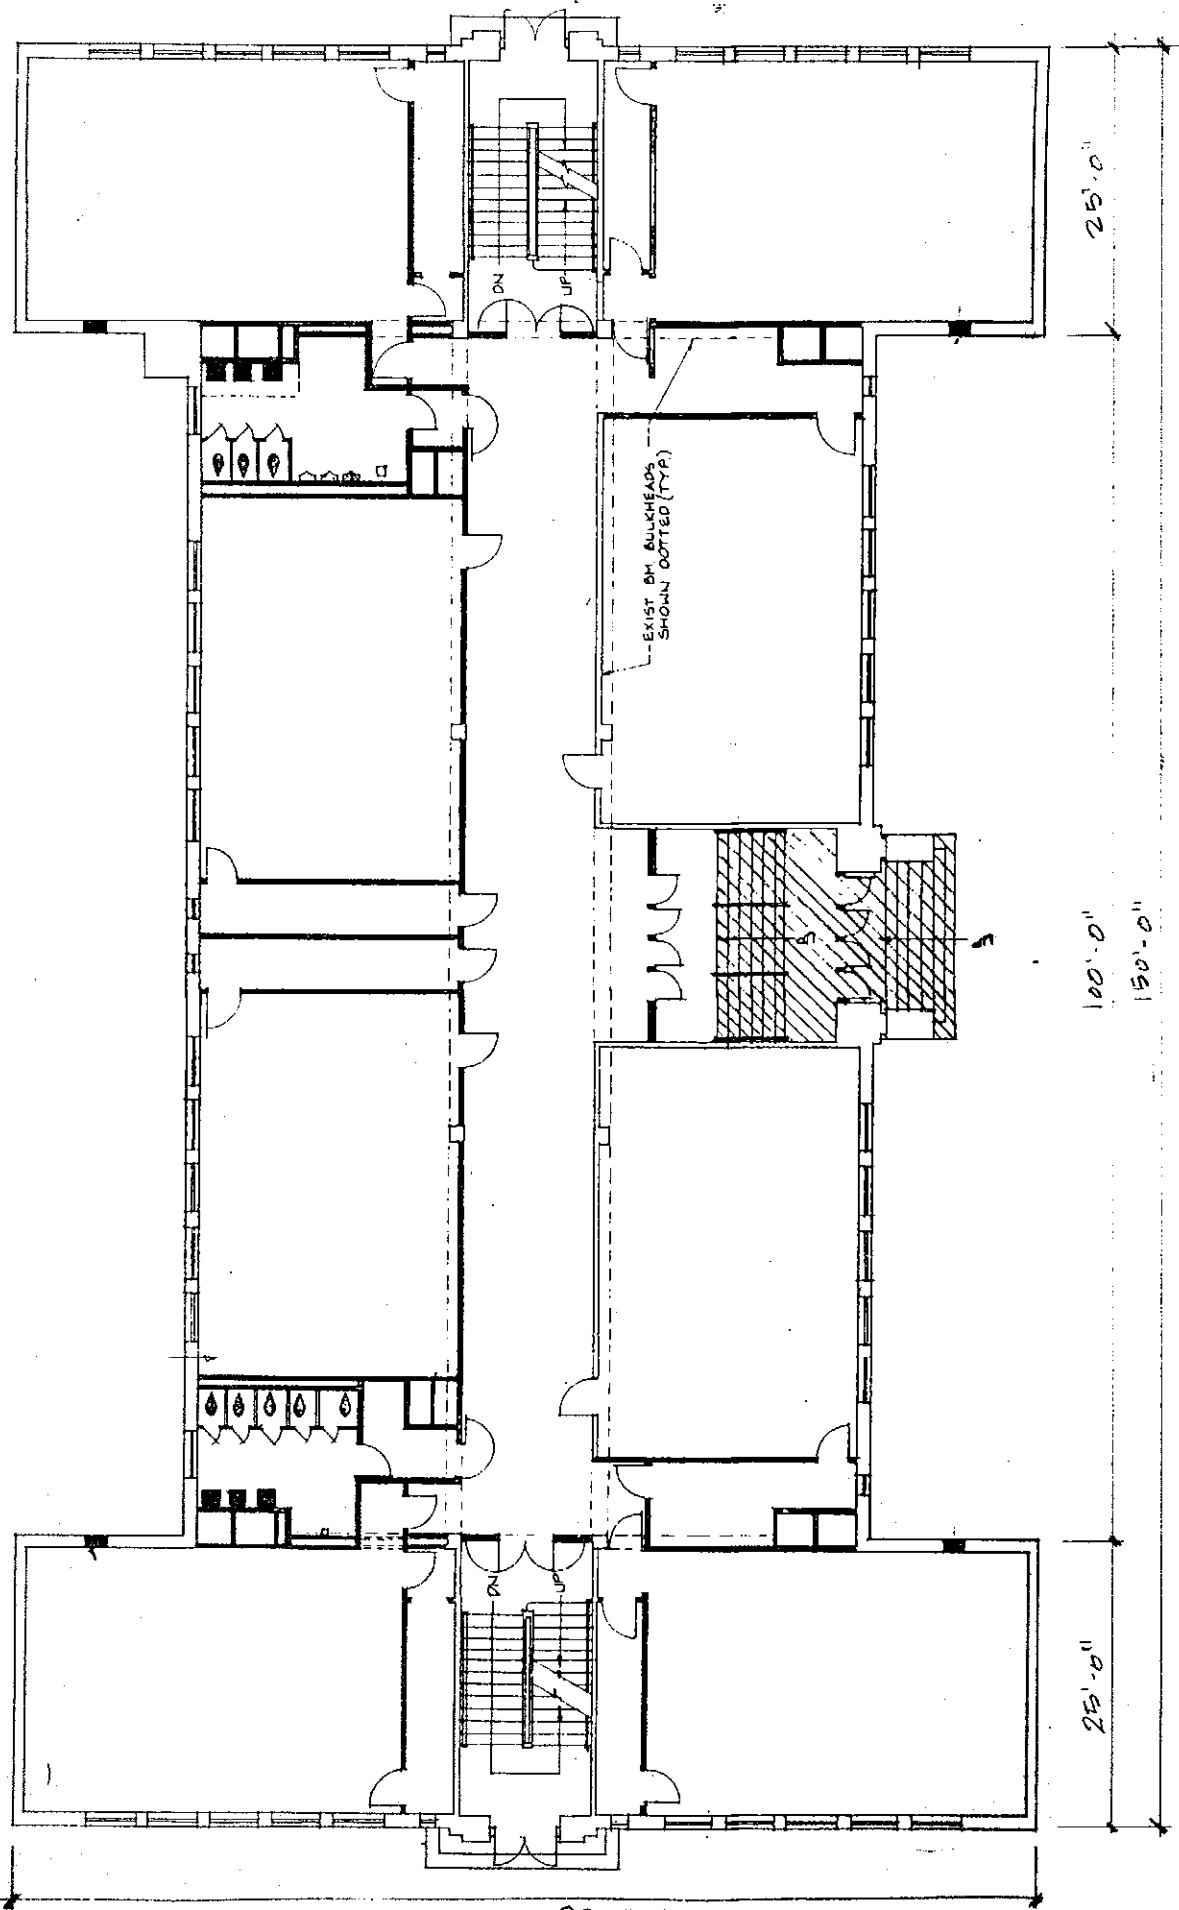 25'-0"
DN
UP
EXIST BM. BULKHEADS
SHOWN DOTTED (TYP.)
100'-0"
150'-0"
DN
UP
25'-0"